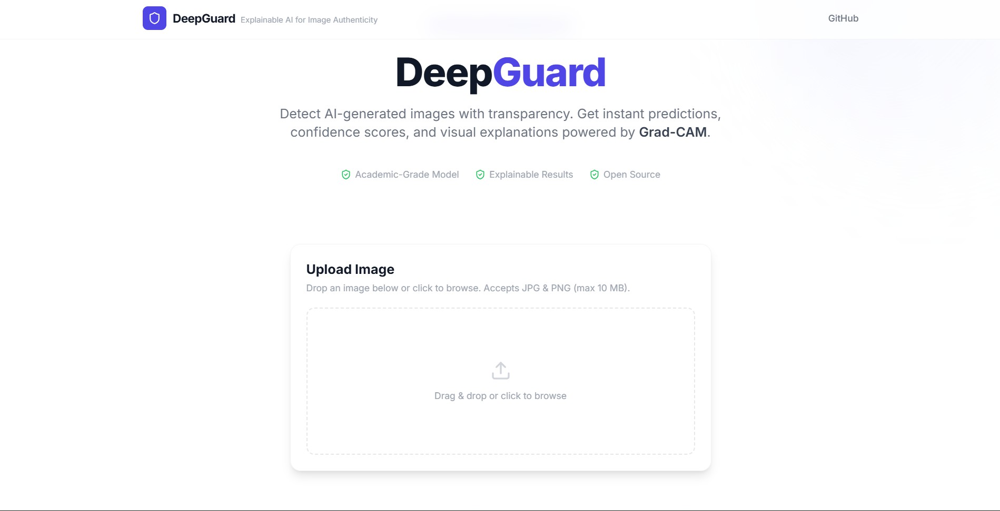 DeepGuard Explainable AI for Image Authenticity
GitHub
DeepGuard
Detect AI-generated images with transparency. Get instant predictions,
confidence scores, and visual explanations powered by Grad-CAM.
Academic-Grade Model
Explainable Results
Open Source
Upload Image
Drop an image below or click to browse. Accepts JPG & PNG (max 10 MB).
Drag & drop or click to browse